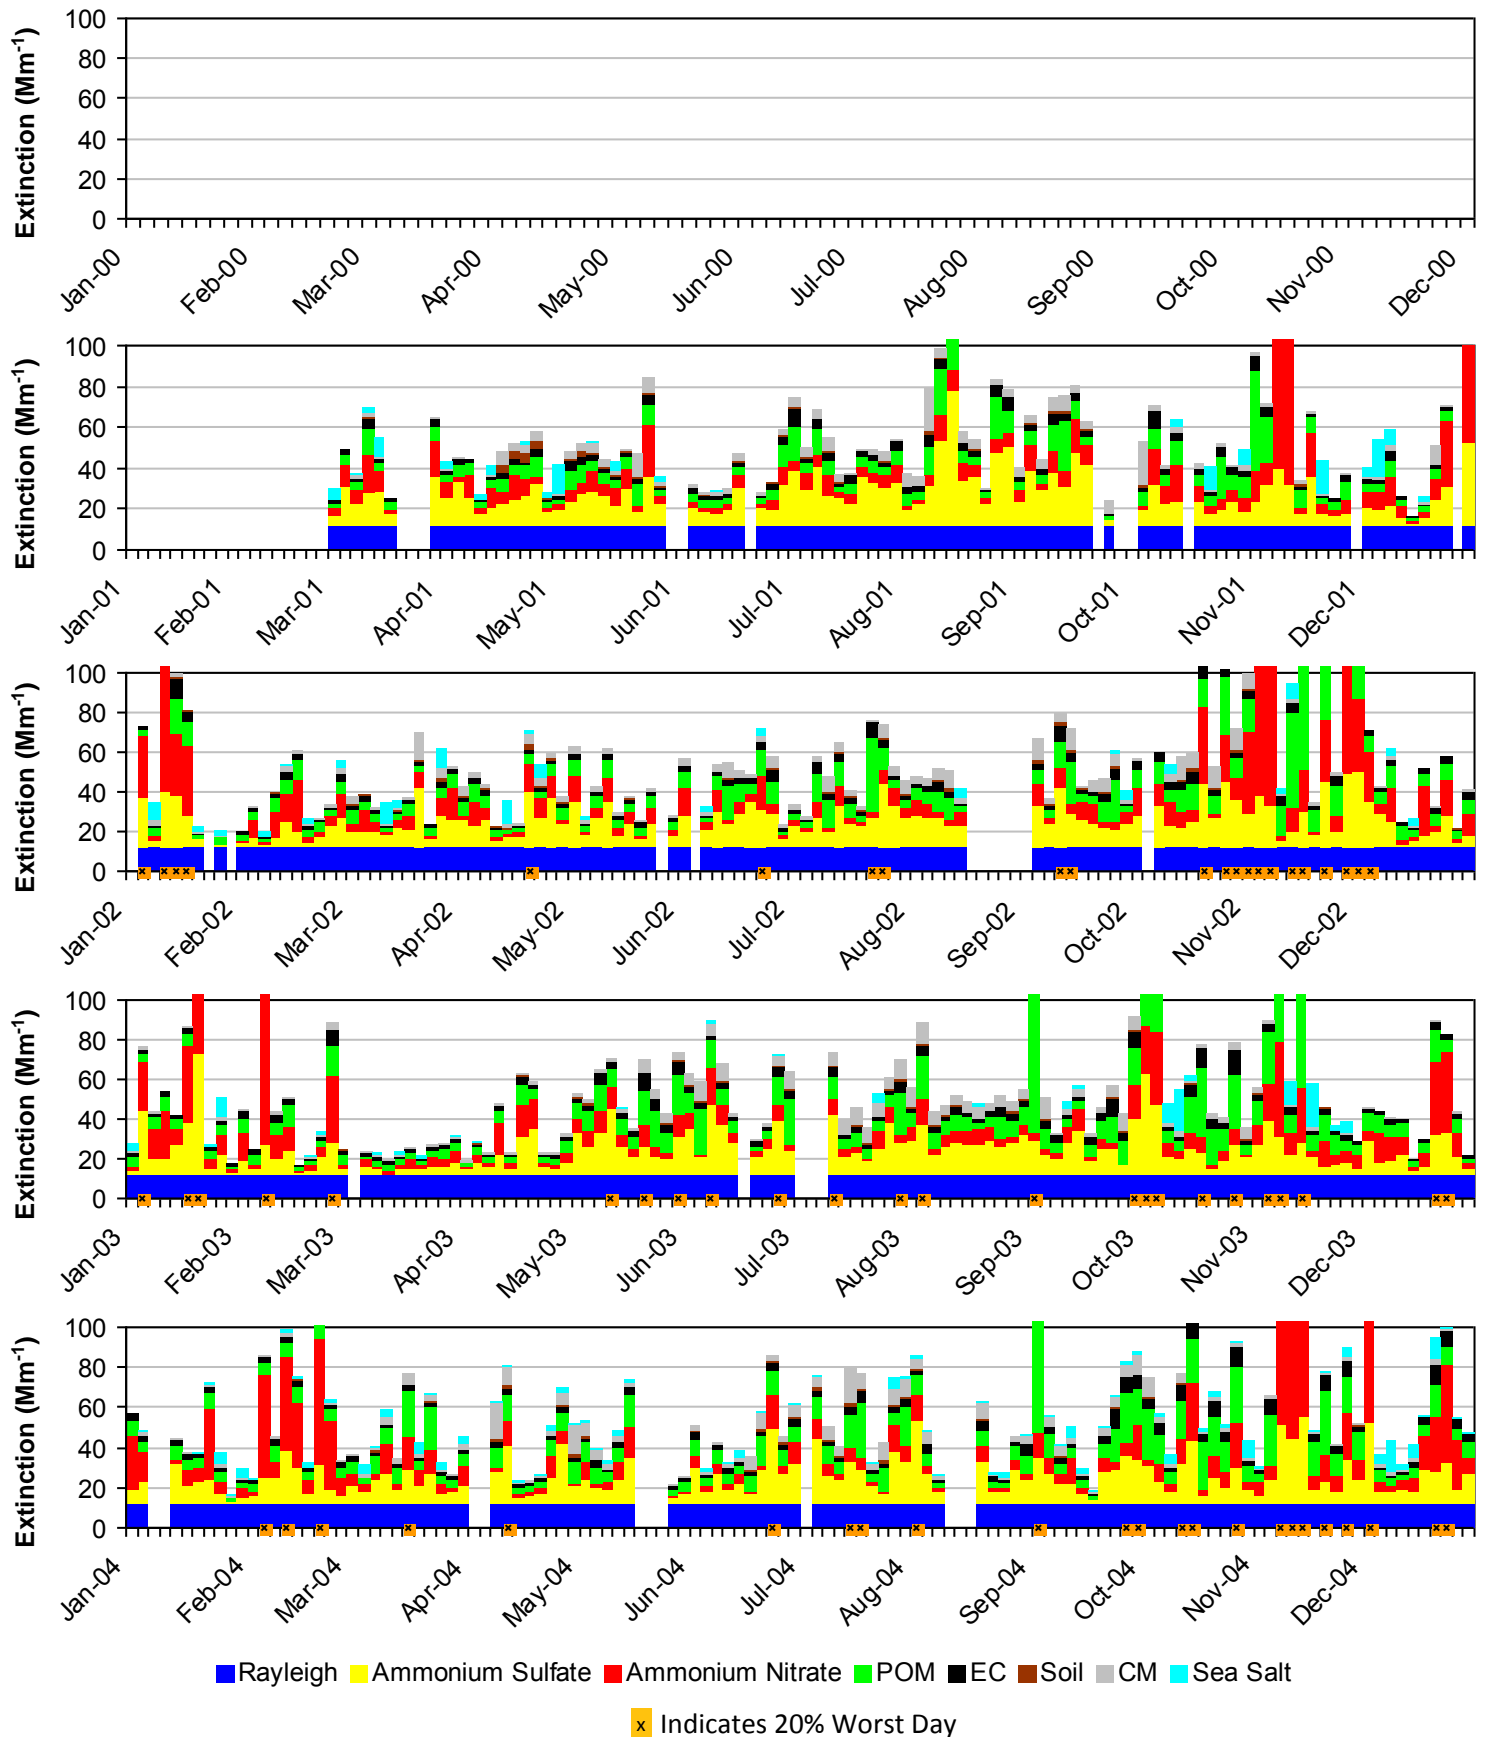 Extinction (Mm-1)
100
80
60
40
20
0
Jan-00 Feb-00 Mar-00 Apr-00 May-00 Jun-00 Jul-00 Aug-00 Sep-00 Oct-00 Nov-00 Dec-00
Extinction (Mm-1)
100
80
60
40
20
0
Jan-01 Feb-01 Mar-01 Apr-01 May-01 Jun-01 Jul-01 Aug-01 Sep-01 Oct-01 Nov-01 Dec-01
Extinction (Mm-1)
100
80
60
40
20
0
Jan-02 Feb-02 Mar-02 Apr-02 May-02 Jun-02 Jul-02 Aug-02 Sep-02 Oct-02 Nov-02 Dec-02
Extinction (Mm-1)
100
80
60
40
20
0
Jan-03 Feb-03 Mar-03 Apr-03 May-03 Jun-03 Jul-03 Aug-03 Sep-03 Oct-03 Nov-03 Dec-03
Extinction (Mm-1)
100
80
60
40
20
0
Jan-04 Feb-04 Mar-04 Apr-04 May-04 Jun-04 Jul-04 Aug-04 Sep-04 Oct-04 Nov-04 Dec-04
Rayleigh Ammonium Sulfate Ammonium Nitrate POM EC Soil CM Sea Salt
x Indicates 20% Worst Day